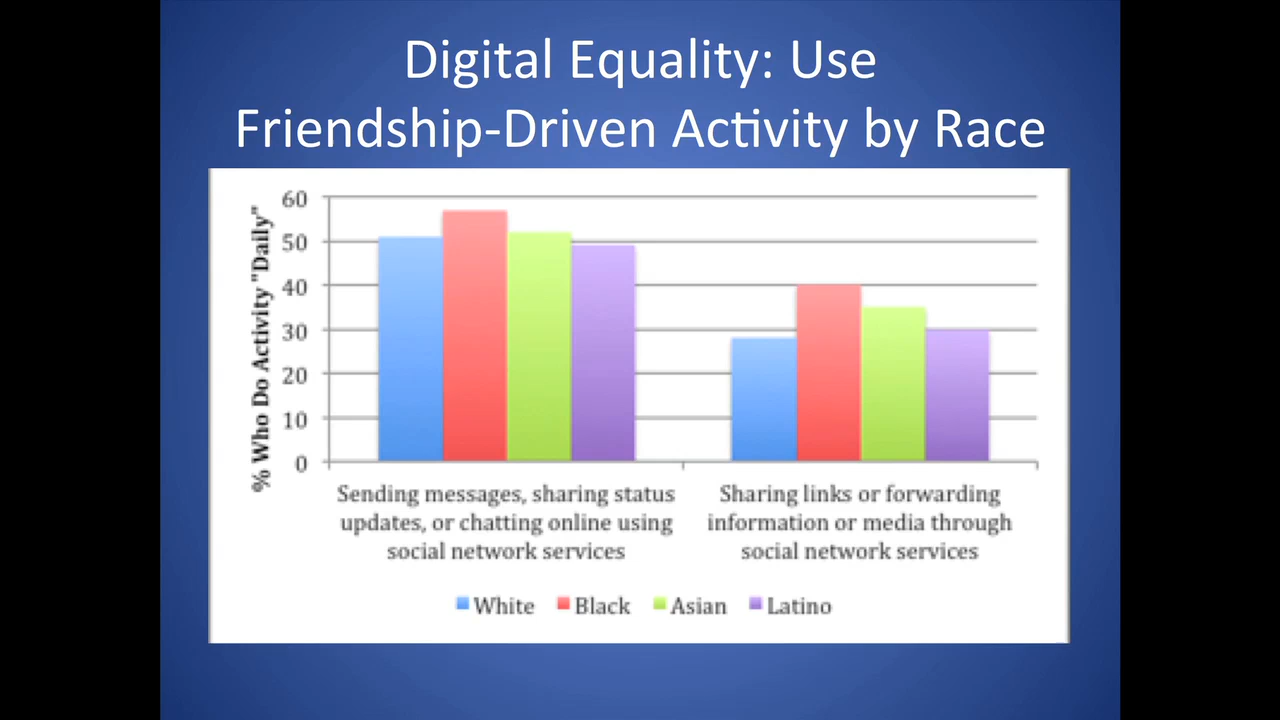 Digital Equality: Use
Friendship-Driven Activity by Race
% Who Do Activity "Daily"
60
50
40
30
20
10
0
Sending messages, sharing status
updates, or chatting online using
social network services
Sharing links or forwarding
information or media through
social network services
White Black Asian Latino